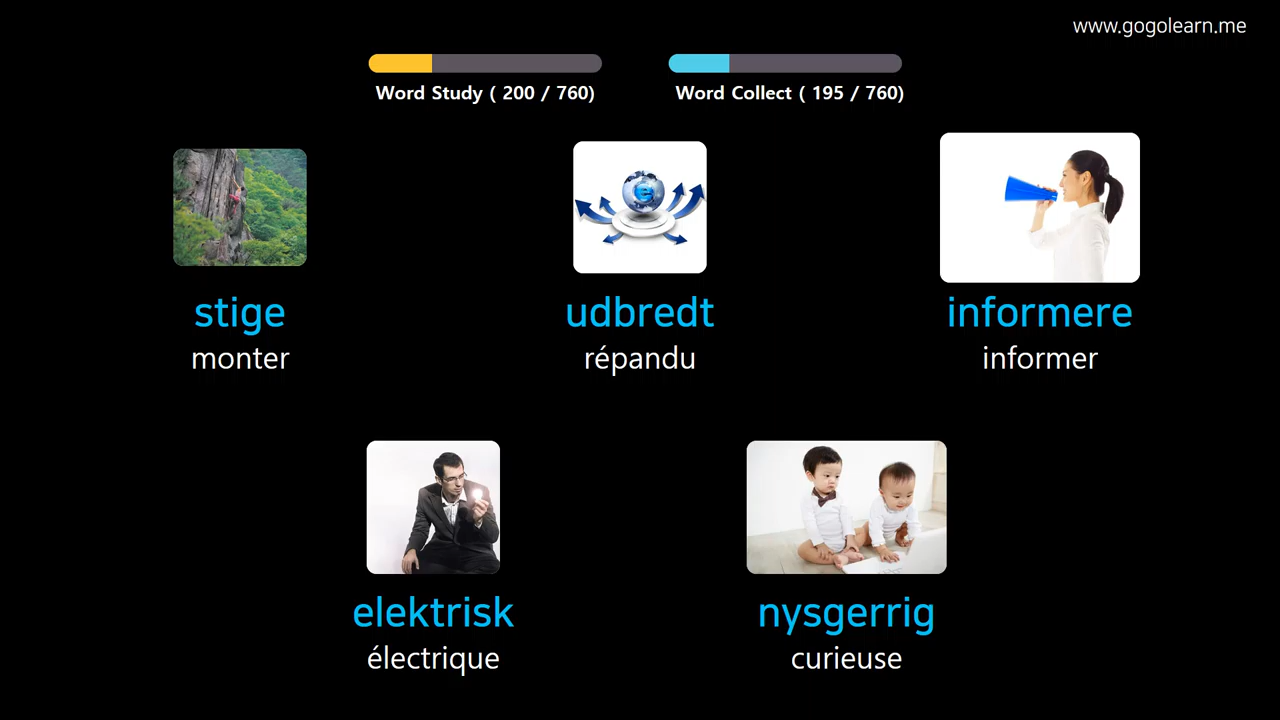 www.gogolearn.me
Word Study ( 200 / 760)
Word Collect ( 195 / 760)
stige
monter
udbredt
répandu
informere
informer
elektrisk
électrique
nysgerrig
curieuse